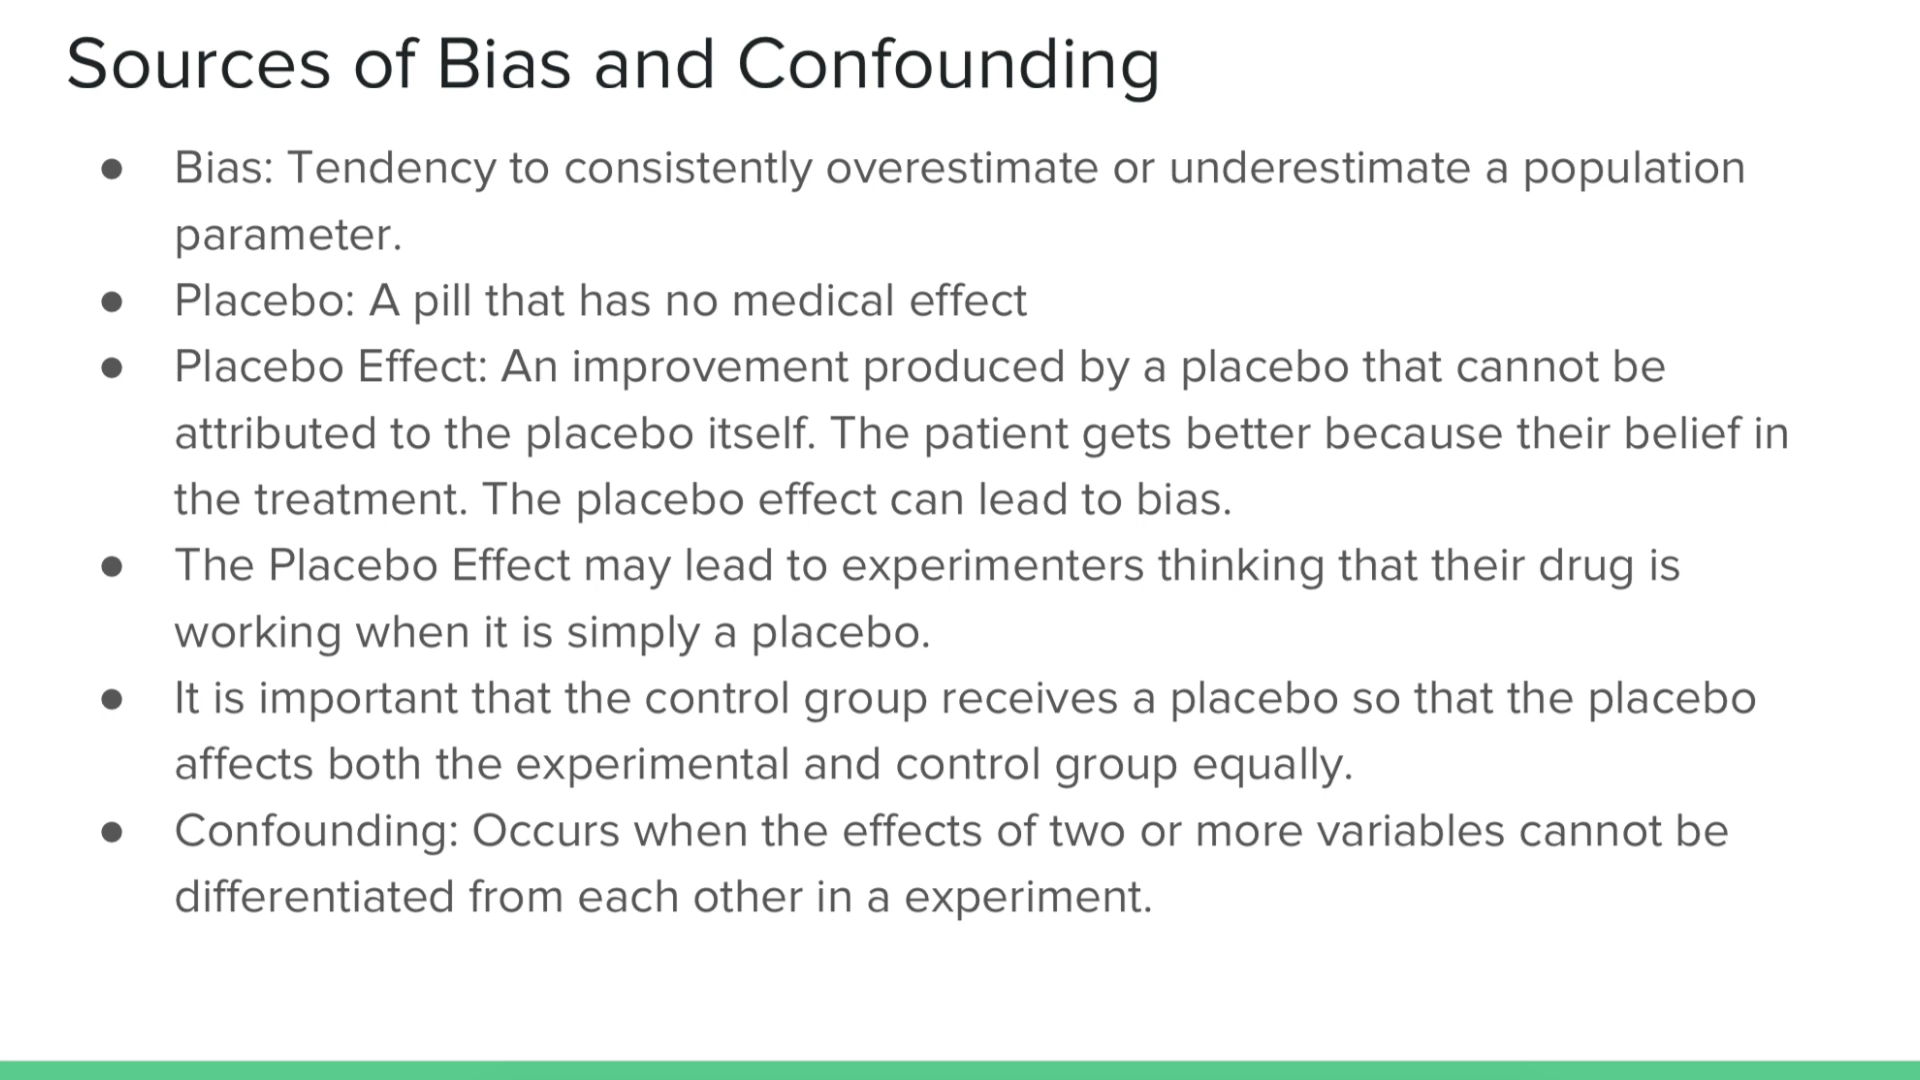 Sources of Bias and Confounding
● Bias: Tendency to consistently overestimate or underestimate a population
parameter.
● Placebo: A pill that has no medical effect
● Placebo Effect: An improvement produced by a placebo that cannot be
attributed to the placebo itself. The patient gets better because their belief in
the treatment. The placebo effect can lead to bias.
● The Placebo Effect may lead to experimenters thinking that their drug is
working when it is simply a placebo.
● It is important that the control group receives a placebo so that the placebo
affects both the experimental and control group equally.
● Confounding: Occurs when the effects of two or more variables cannot be
differentiated from each other in a experiment.